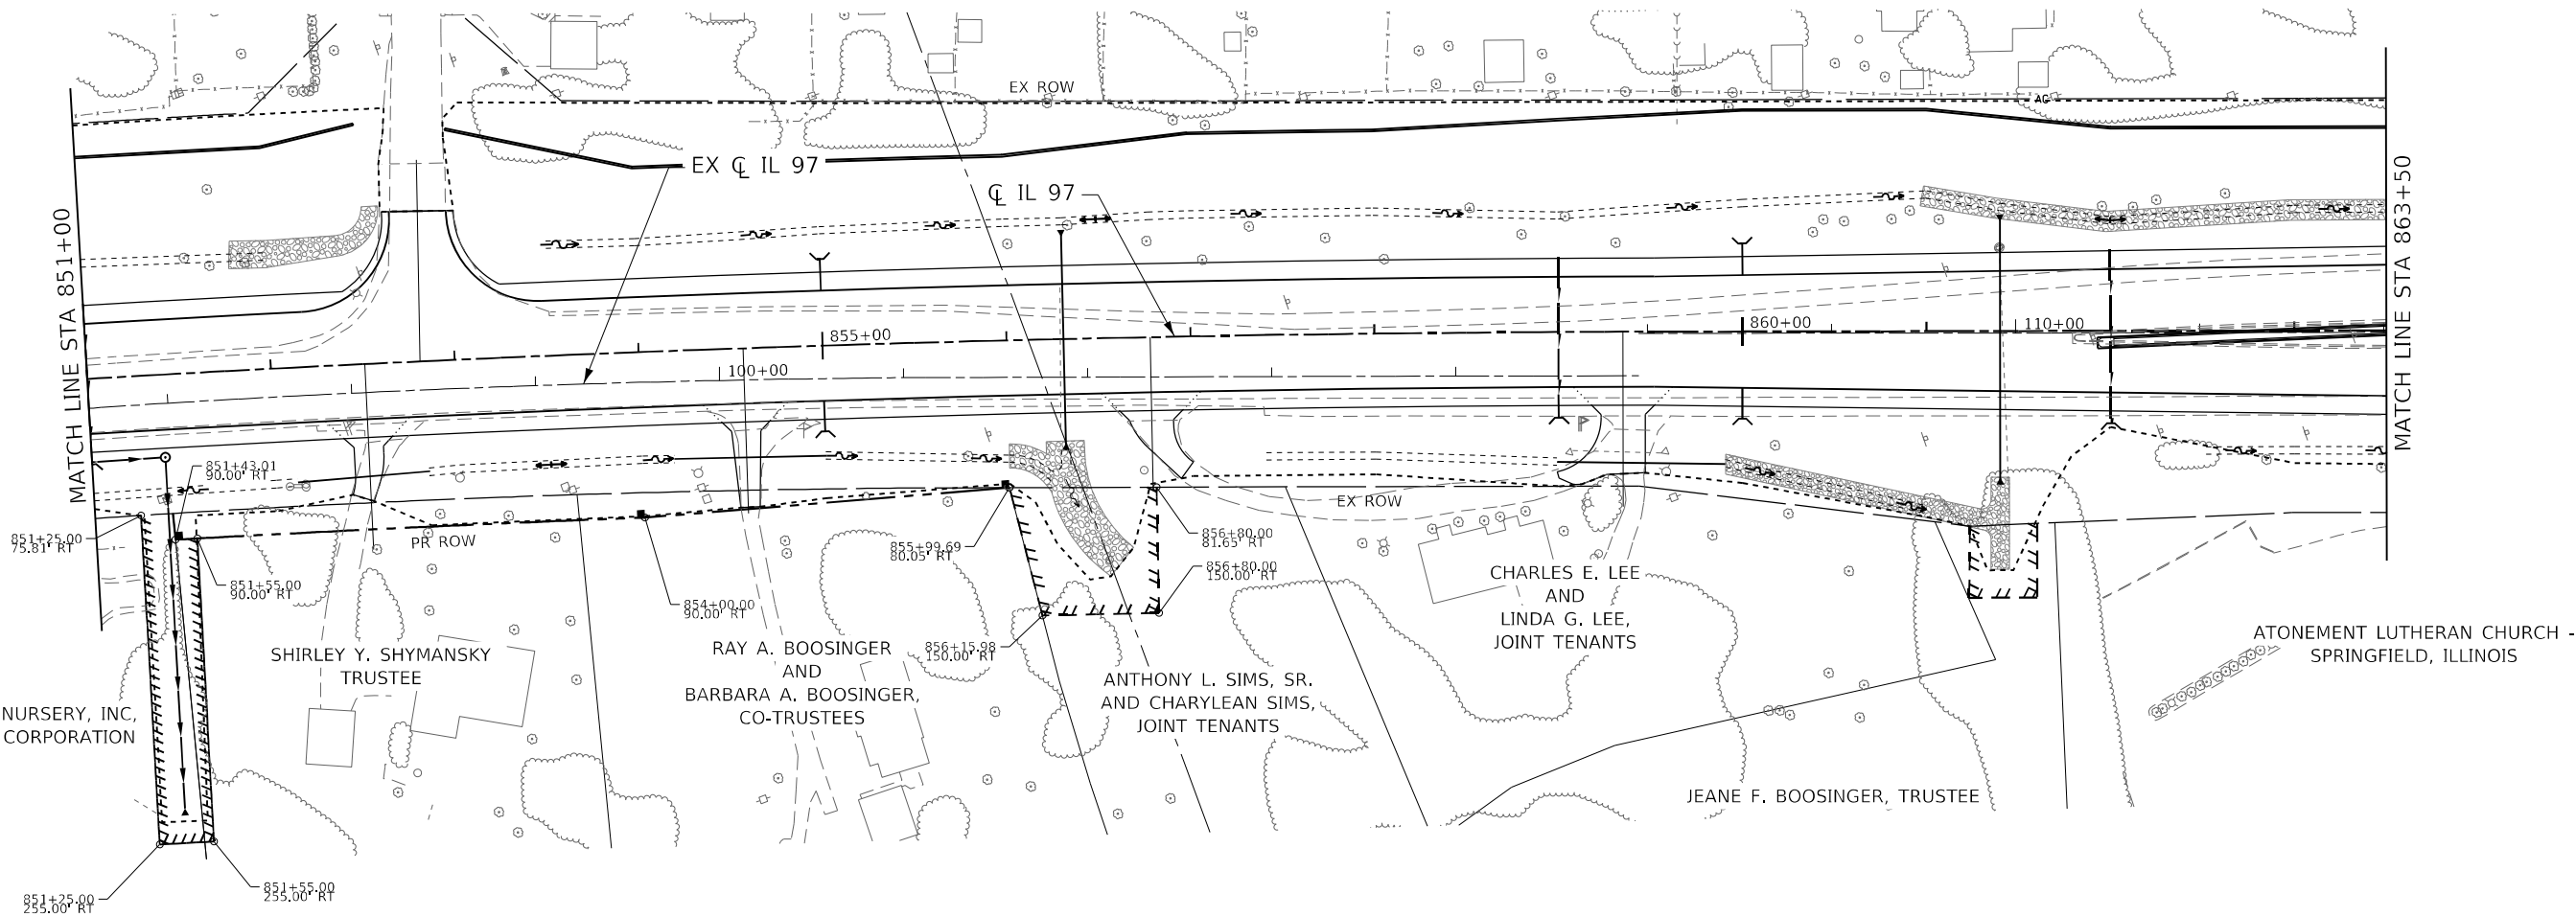 EX ROW
AC
EX ℄ IL 97
℄ IL 97
MATCH LINE STA 851+00
MATCH LINE STA 863+50
855+00
860+00
110+00
100+00
851+43.01
90.00' RT
851+25.00
75.81' RT
PR ROW
851+55.00
90.00' RT
854+00.00
90.00' RT
855+99.69
80.05' RT
EX ROW
856+80.00
81.65' RT
856+80.00
150.00' RT
856+15.98
150.00' RT
SHIRLEY Y. SHYMANSKY
TRUSTEE
RAY A. BOOSINGER
AND
BARBARA A. BOOSINGER,
CO-TRUSTEES
ANTHONY L. SIMS, SR.
AND CHARYLEAN SIMS,
JOINT TENANTS
CHARLES E. LEE
AND
LINDA G. LEE,
JOINT TENANTS
ATONEMENT LUTHERAN CHURCH -
SPRINGFIELD, ILLINOIS
NURSERY, INC,
CORPORATION
JEANE F. BOOSINGER, TRUSTEE
851+25.00
255.00' RT
851+55.00
255.00' RT